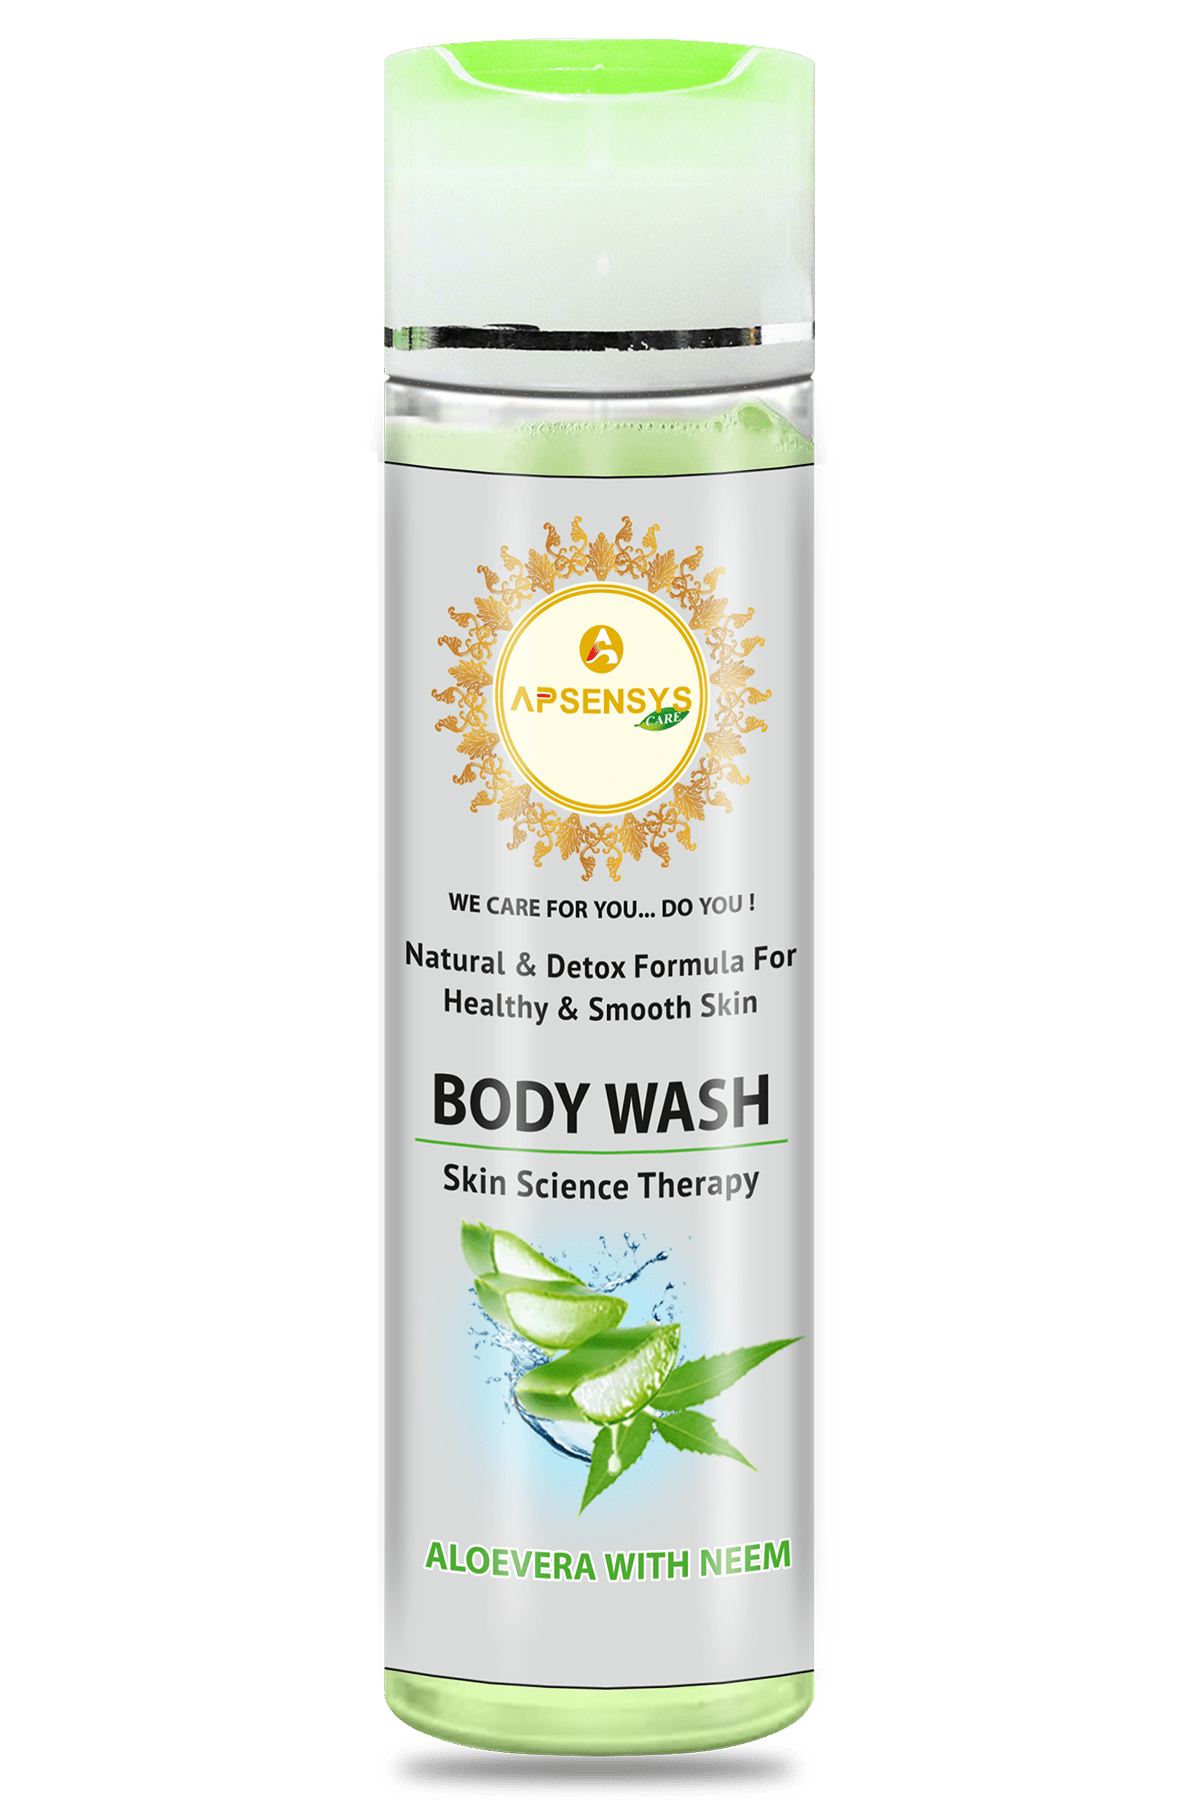 APSENSYS
CARE
WE CARE FOR YOU... DO YOU !
Natural & Detox Formula For
Healthy & Smooth Skin
BODY WASH
Skin Science Therapy
ALOEVERA WITH NEEM